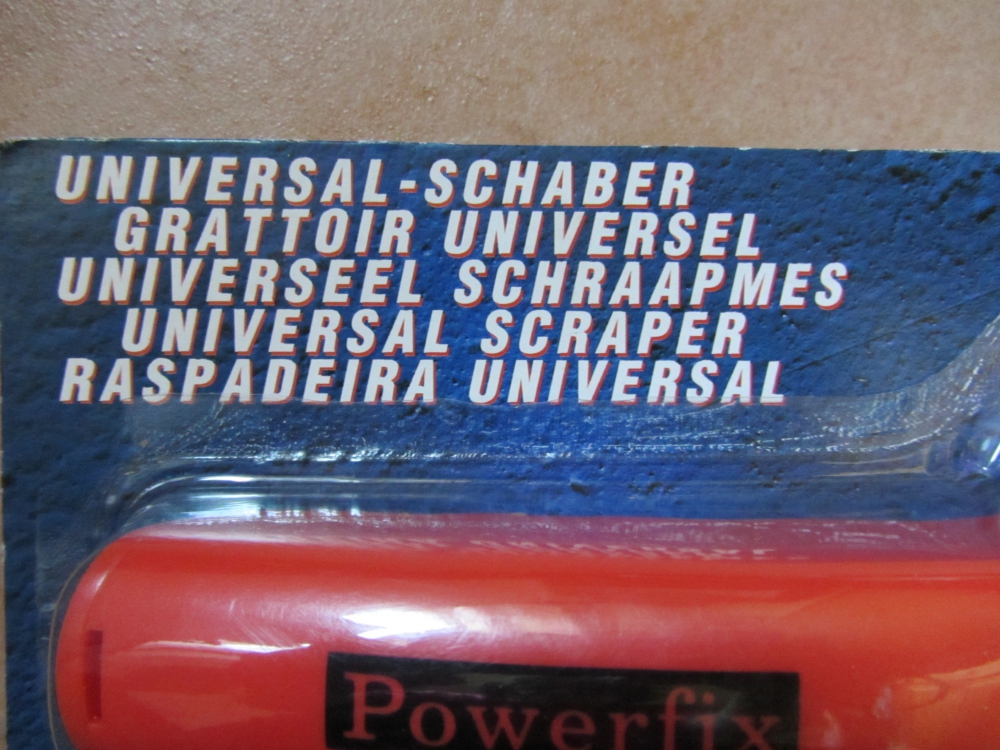 UNIVERSAL-SCHABER
GRATTOIR UNIVERSEL
UNIVERSEEL SCHRAAPMES
UNIVERSAL SCRAPER
RASPADEIRA UNIVERSAL
Powerfix